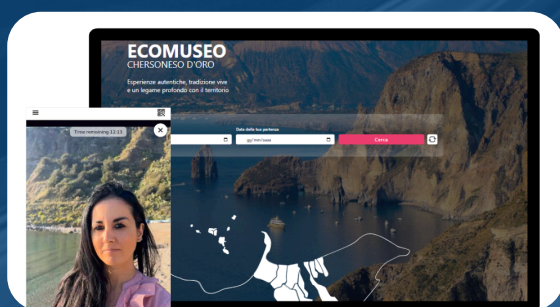 ECOMUSEO
CHERSONESO D'ORO
Esperienze autentiche, tradizione vive
e un legame profondo con il territorio
Time remaining 11:13
Data della tua partenza
gg/mm/aaaa
Cerca